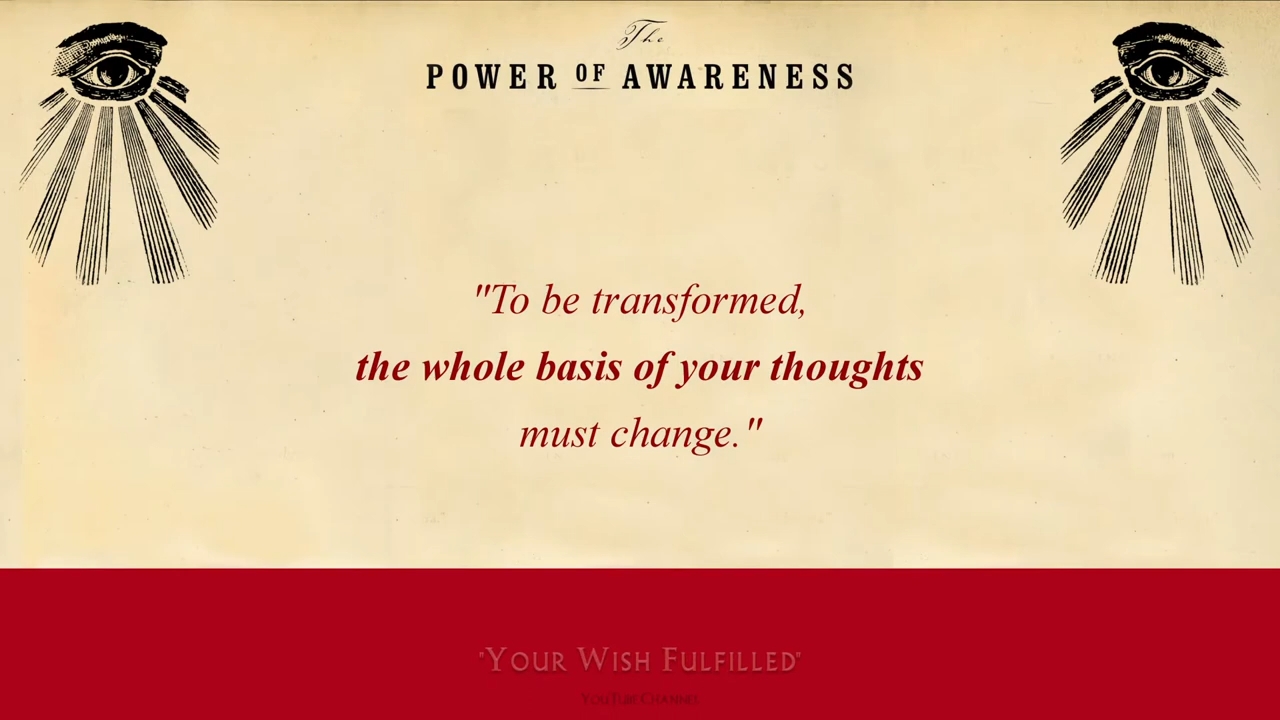 The
POWER OF AWARENESS
"To be transformed,
the whole basis of your thoughts
must change."
"Your Wish Fulfilled"
YouTube Channel